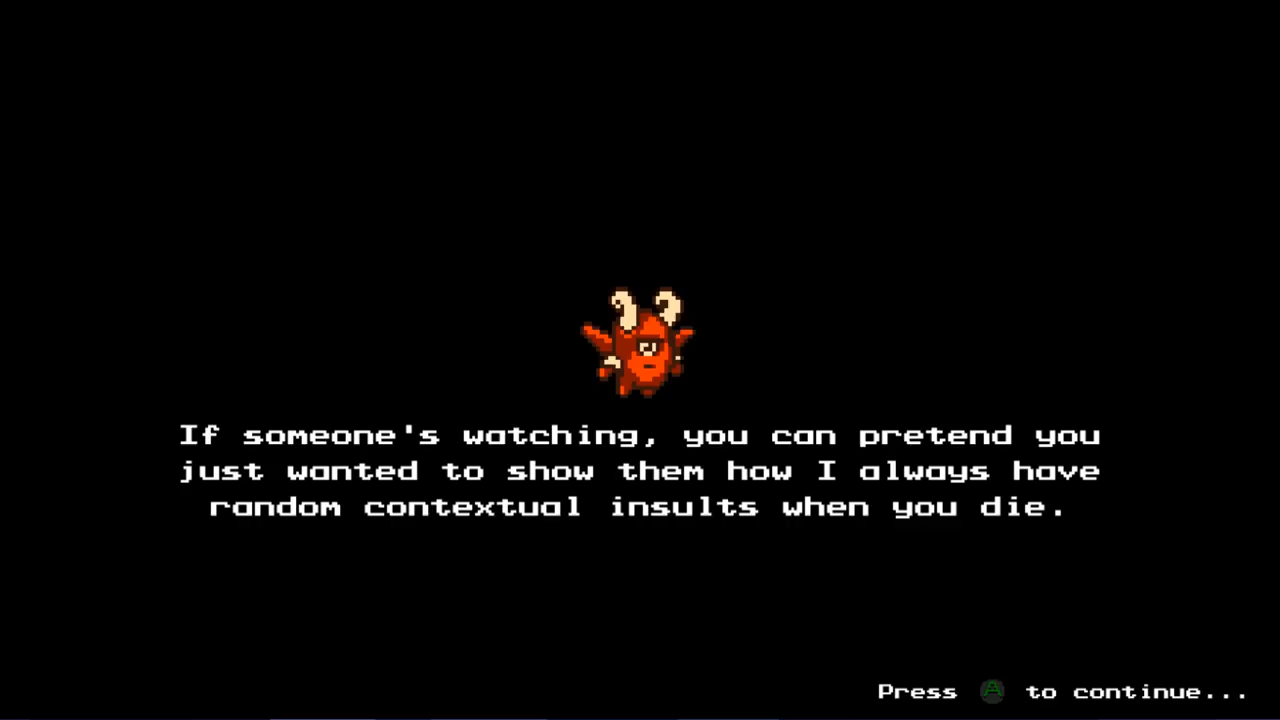 If someone's watching, you can pretend you
just wanted to show them how I always have
random contextual insults when you die.
Press A to continue...